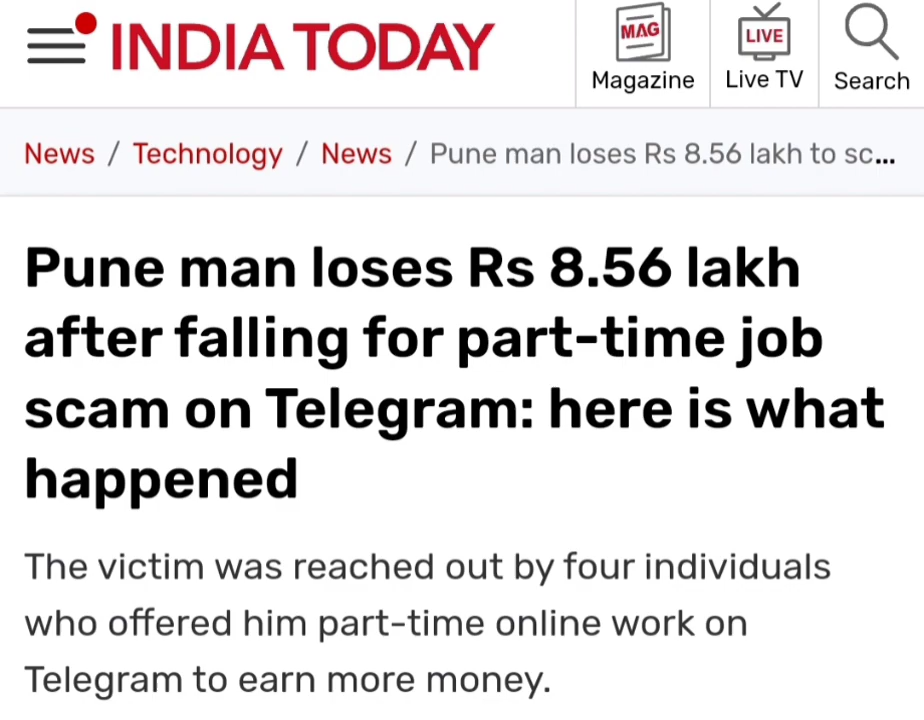 INDIA TODAY
MAG
Magazine
LIVE
Live TV
Search
News / Technology / News / Pune man loses Rs 8.56 lakh to sc...
Pune man loses Rs 8.56 lakh
after falling for part-time job
scam on Telegram: here is what
happened
The victim was reached out by four individuals
who offered him part-time online work on
Telegram to earn more money.